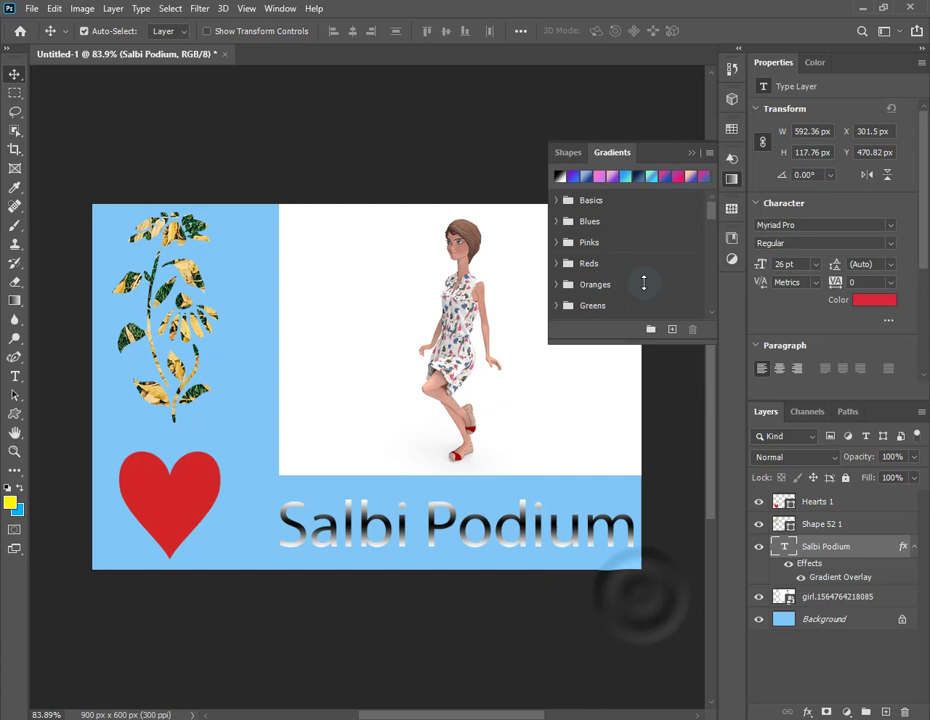 Ps File Edit Image Layer Type Select Filter 3D View Window Help
Auto-Select: Layer Show Transform Controls 3D Mode:
Untitled-1 @ 83.9% (Salbi Podium, RGB/8) *
Properties Color
Type Layer
Transform
W 592.36 px X 301.5 px
H 117.76 px Y 470.82 px
0.00°
Character
Myriad Pro
Regular
26 pt (Auto)
Metrics 0
Color
Paragraph
Shapes Gradients
Basics
Blues
Pinks
Reds
Oranges
Greens
Salbi Podium
Layers Channels Paths
Kind
Normal Opacity: 100%
Lock: Fill: 100%
Hearts 1
Shape 52 1
T Salbi Podium fx
Effects
Gradient Overlay
girl.1564764218085
Background
83.89% 900 px x 600 px (300 ppi)